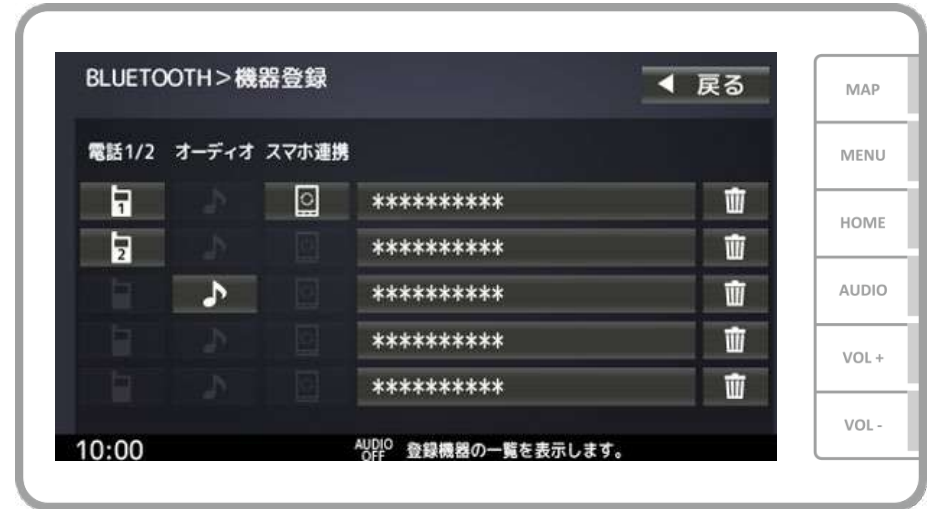 BLUETOOTH>機器登録
◀ 戻る
電話1/2 オーディオ スマホ連携
1 **********
2 **********
**********
**********
**********
10:00 AUDIO OFF 登録機器の一覧を表示します。
MAP
MENU
HOME
AUDIO
VOL +
VOL -